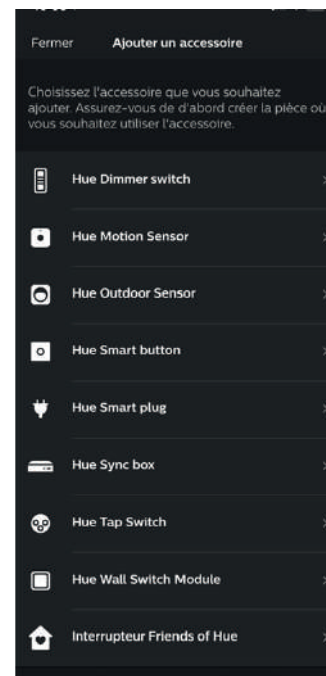 Fermer
Ajouter un accessoire
Choisissez l'accessoire que vous souhaitez
ajouter. Assurez-vous de d'abord créer la pièce où
vous souhaitez utiliser l'accessoire.
Hue Dimmer switch
Hue Motion Sensor
Hue Outdoor Sensor
Hue Smart button
Hue Smart plug
Hue Sync box
Hue Tap Switch
Hue Wall Switch Module
Interrupteur Friends of Hue